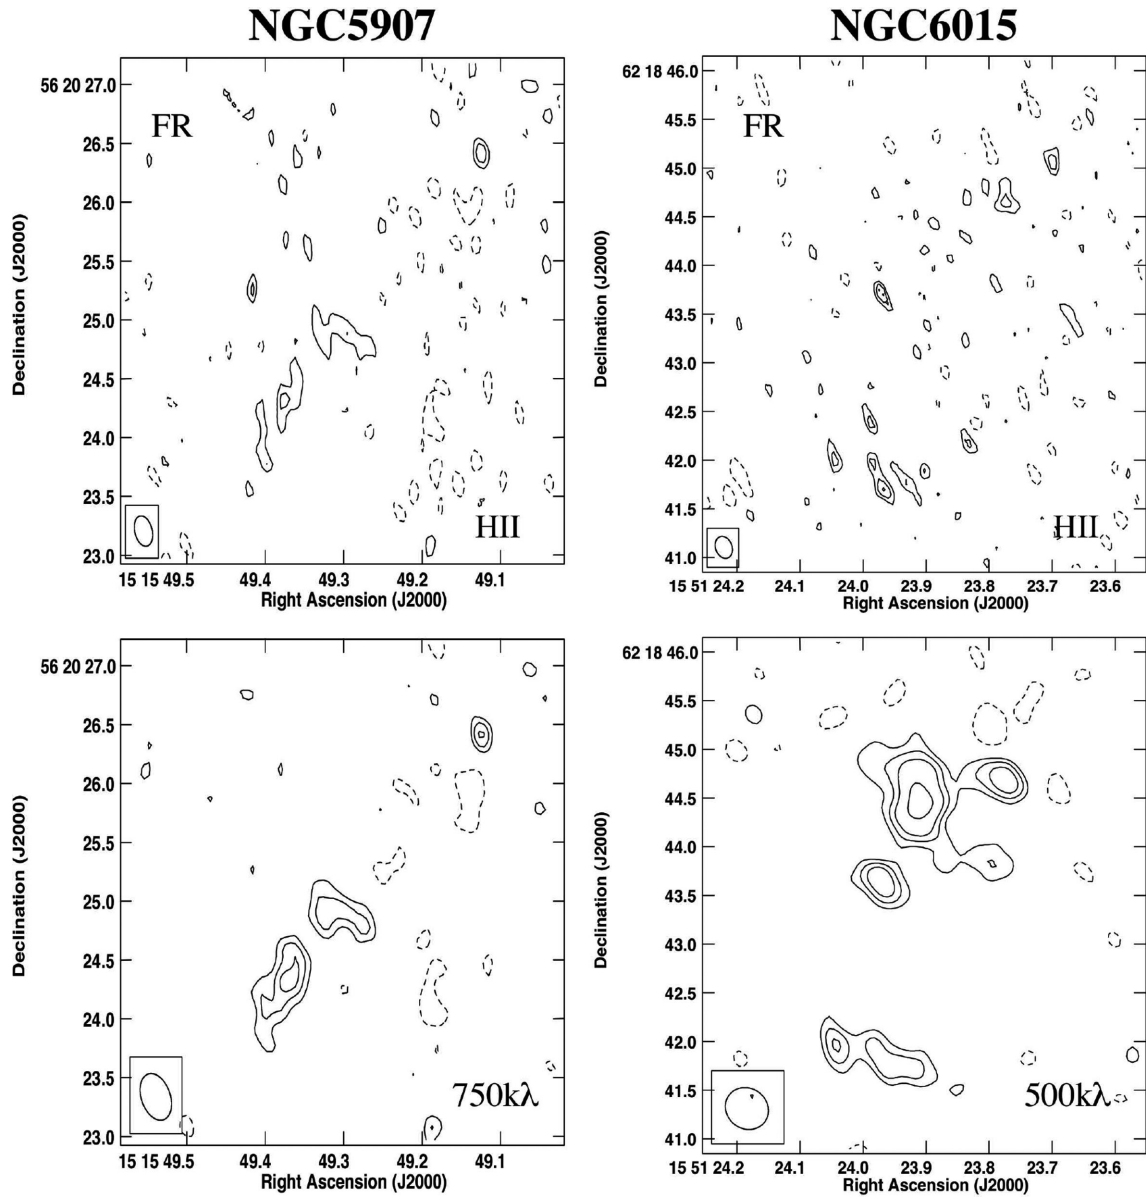 NGC5907
NGC6015
56 20 27.0
26.5
26.0
25.5
25.0
24.5
24.0
23.5
23.0
Declination (J2000)
FR
HII
15 15 49.5 49.4 49.3 49.2 49.1
Right Ascension (J2000)
62 18 46.0
45.5
45.0
44.5
44.0
43.5
43.0
42.5
42.0
41.5
41.0
Declination (J2000)
FR
HII
15 51 24.2 24.1 24.0 23.9 23.8 23.7 23.6
Right Ascension (J2000)
56 20 27.0
26.5
26.0
25.5
25.0
24.5
24.0
23.5
23.0
Declination (J2000)
750kλ
15 15 49.5 49.4 49.3 49.2 49.1
Right Ascension (J2000)
62 18 46.0
45.5
45.0
44.5
44.0
43.5
43.0
42.5
42.0
41.5
41.0
Declination (J2000)
500kλ
15 51 24.2 24.1 24.0 23.9 23.8 23.7 23.6
Right Ascension (J2000)